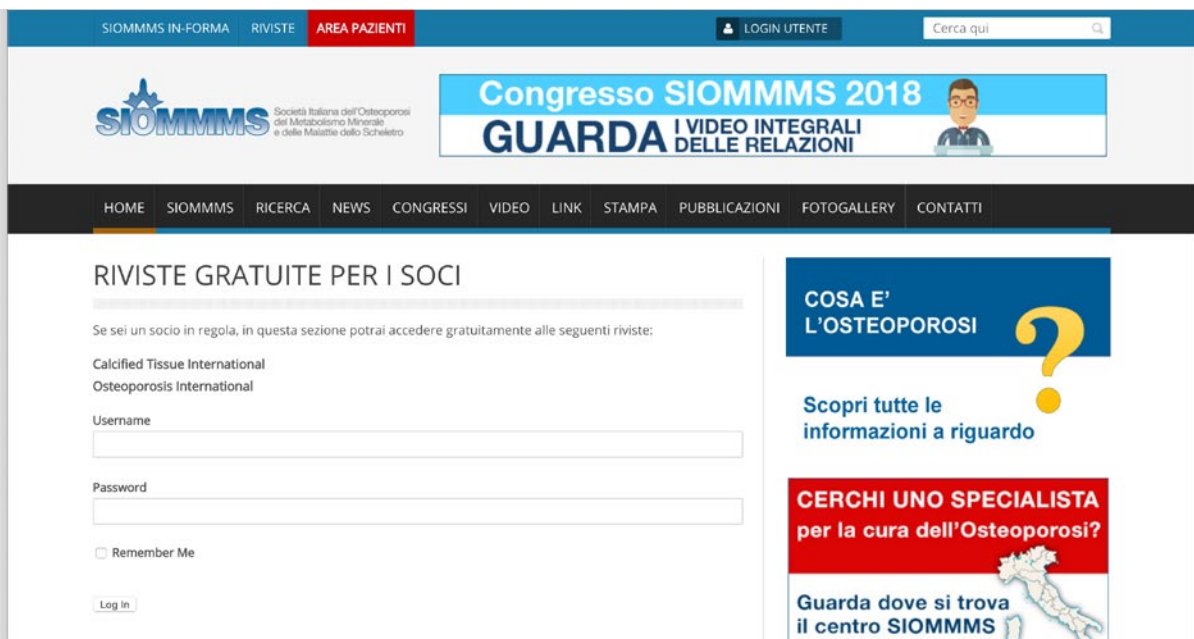 SIOMMMS IN-FORMA RIVISTE AREA PAZIENTI LOGIN UTENTE Cerca qui
SIOMMMS
Società Italiana dell'Osteoporosi
del Metabolismo Minerale
e delle Malattie dello Scheletro
Congresso SIOMMMS 2018
GUARDA I VIDEO INTEGRALI
DELLE RELAZIONI
HOME SIOMMMS RICERCA NEWS CONGRESSI VIDEO LINK STAMPA PUBBLICAZIONI FOTOGALLERY CONTATTI
RIVISTE GRATUITE PER I SOCI
Se sei un socio in regola, in questa sezione potrai accedere gratuitamente alle seguenti riviste:
Calcified Tissue International
Osteoporosis International
Username
Password
Remember Me
Log In
COSA E'
L'OSTEOPOROSI
?
Scopri tutte le
informazioni a riguardo
CERCHI UNO SPECIALISTA
per la cura dell'Osteoporosi?
Guarda dove si trova
il centro SIOMMMS